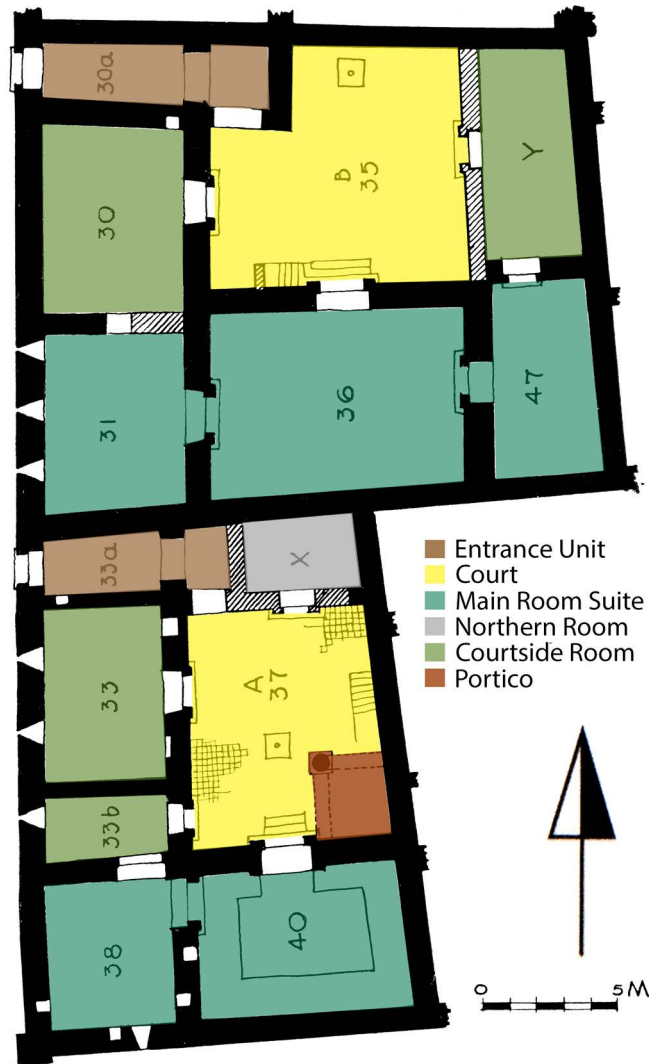 30a
B
35
Y
30
31
36
47
33a
X
Entrance Unit
Court
Main Room Suite
Northern Room
Courtside Room
Portico
33
A
37
33b
38
40
0 5 M